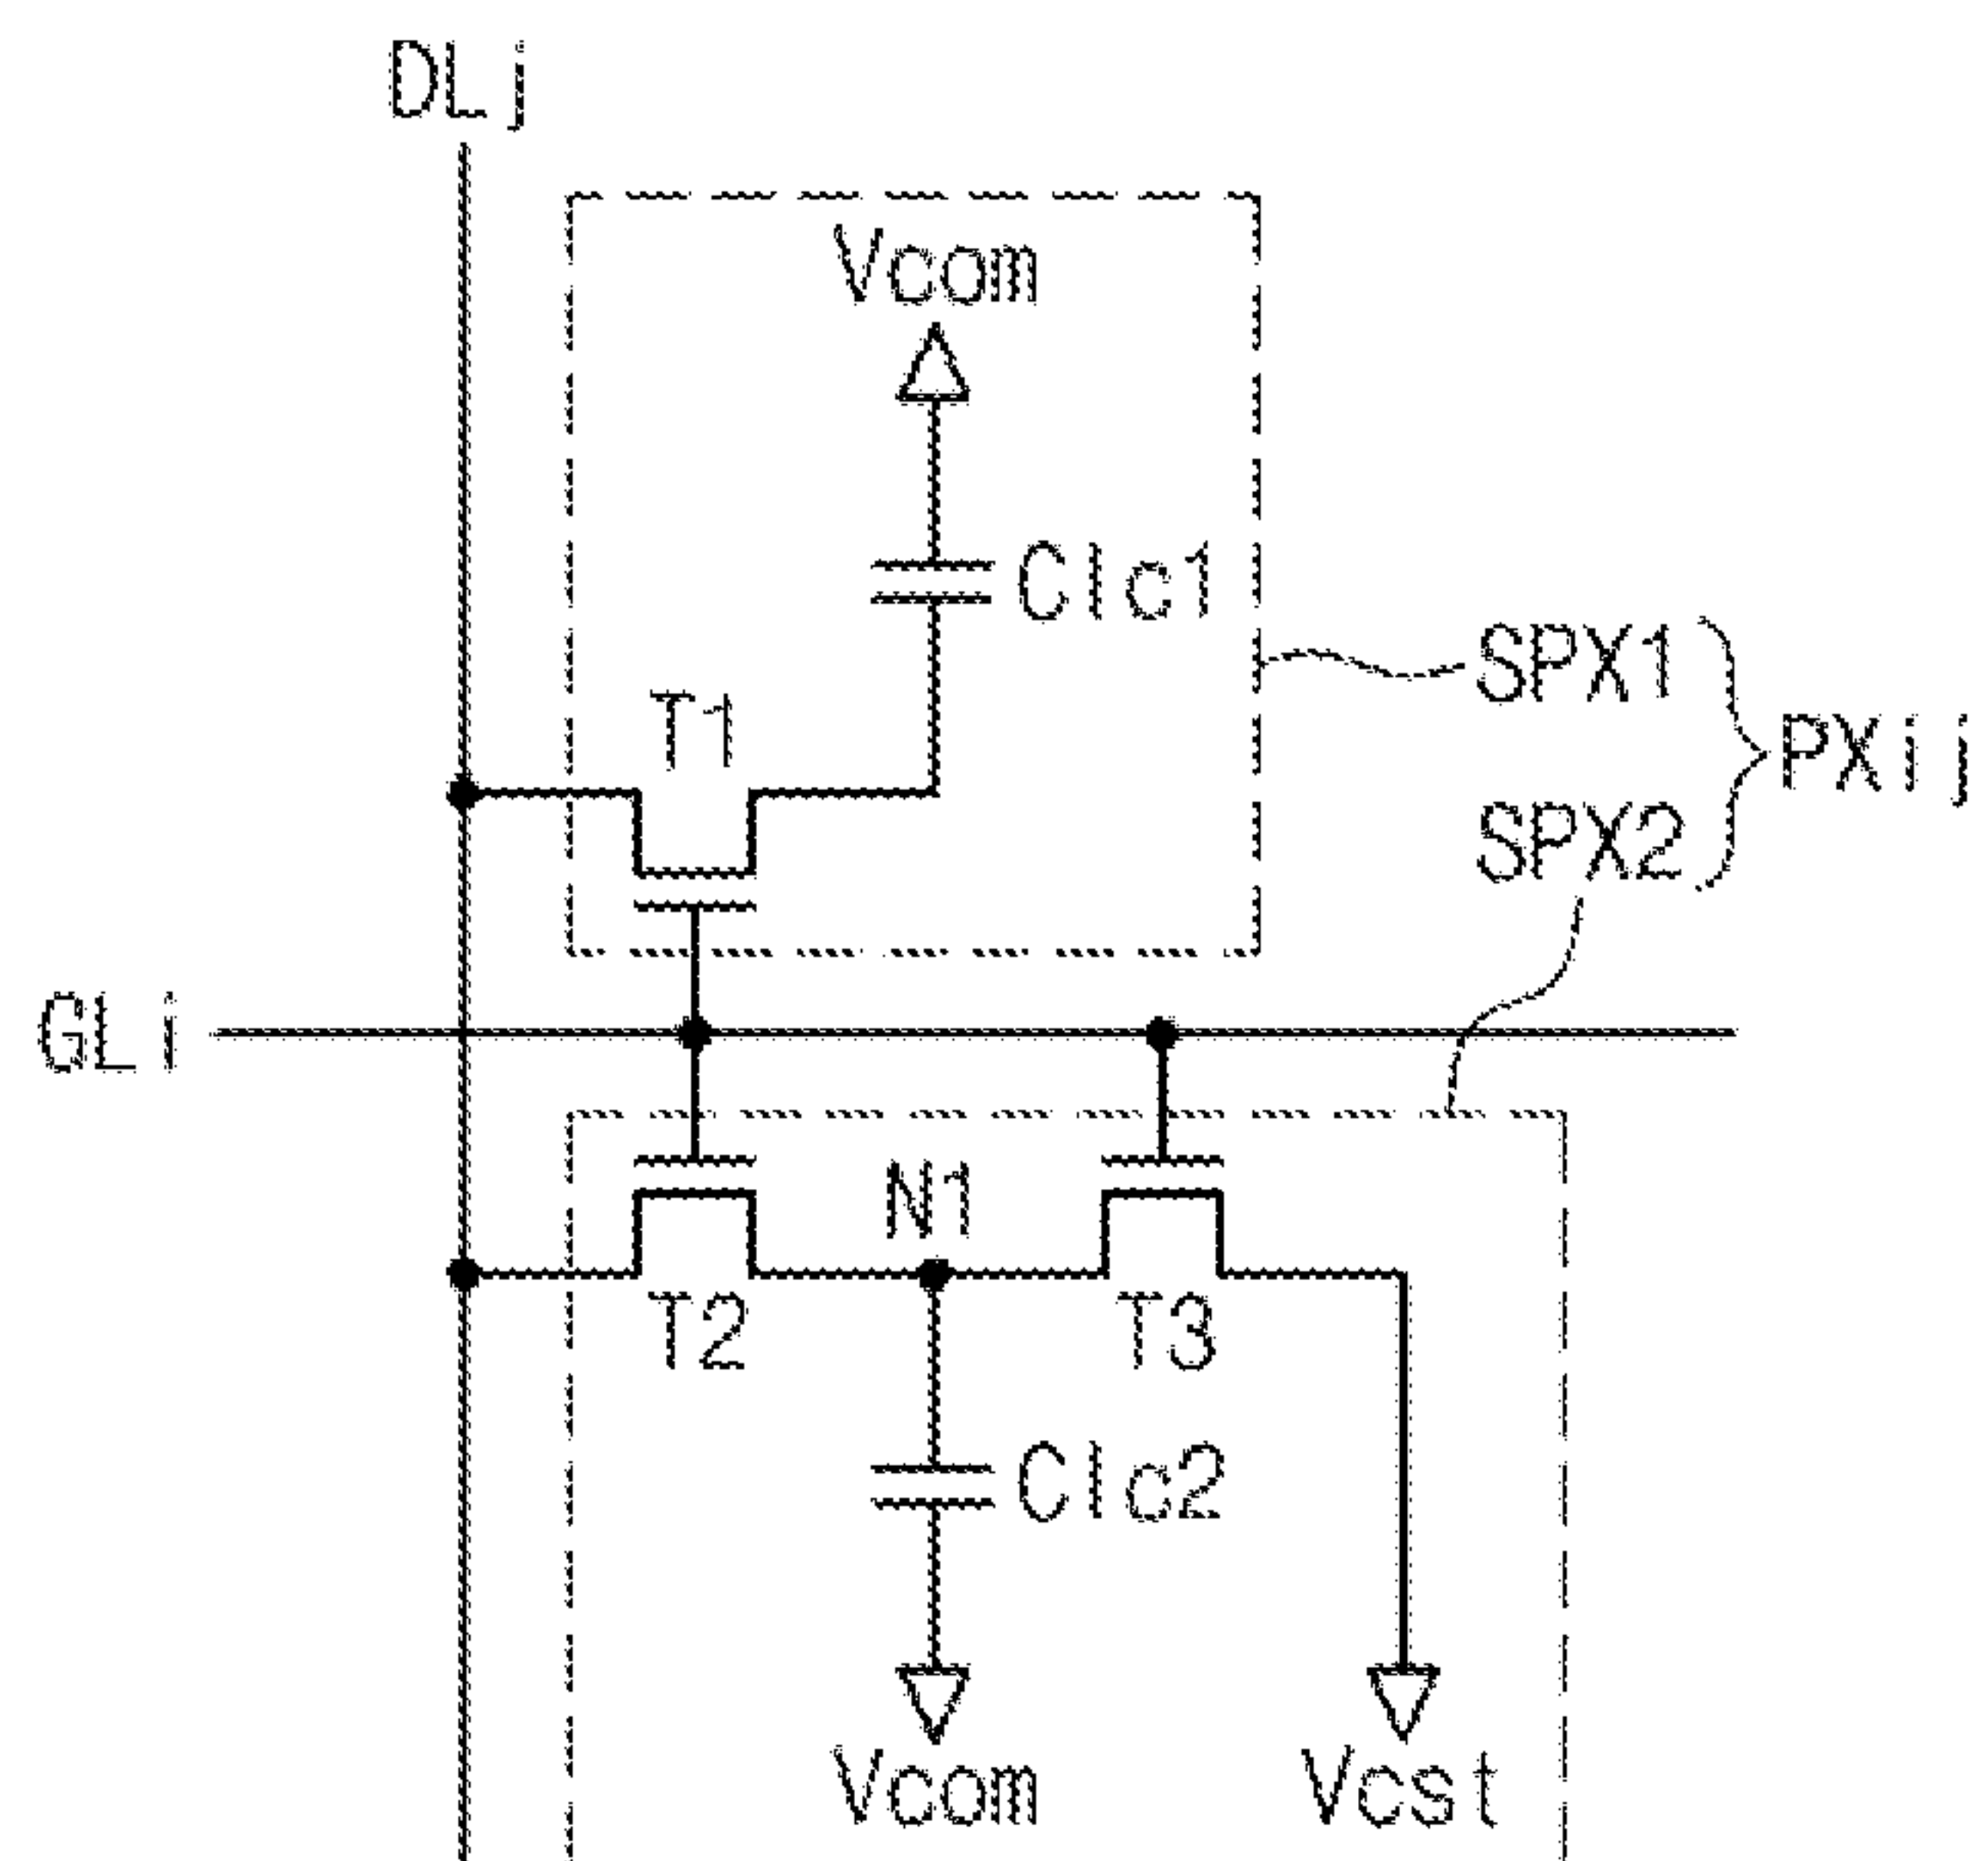 DLj
Vcom
Clc1
SPX1
T1
PXij
SPX2
GLi
N1
T2
T3
Clc2
Vcom
Vcst